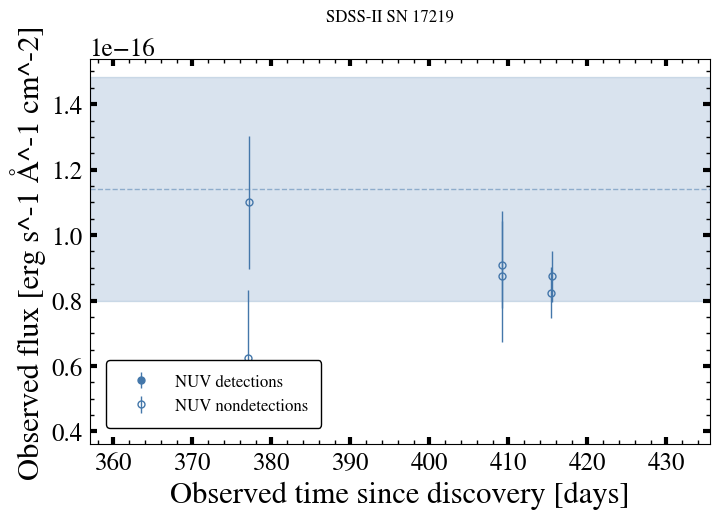 SDSS-II SN 17219
1e−16
1.4
1.2
1.0
0.8
0.6
0.4
Observed flux [erg s^-1 Å^-1 cm^-2]
NUV detections
NUV nondetections
360 370 380 390 400 410 420 430
Observed time since discovery [days]